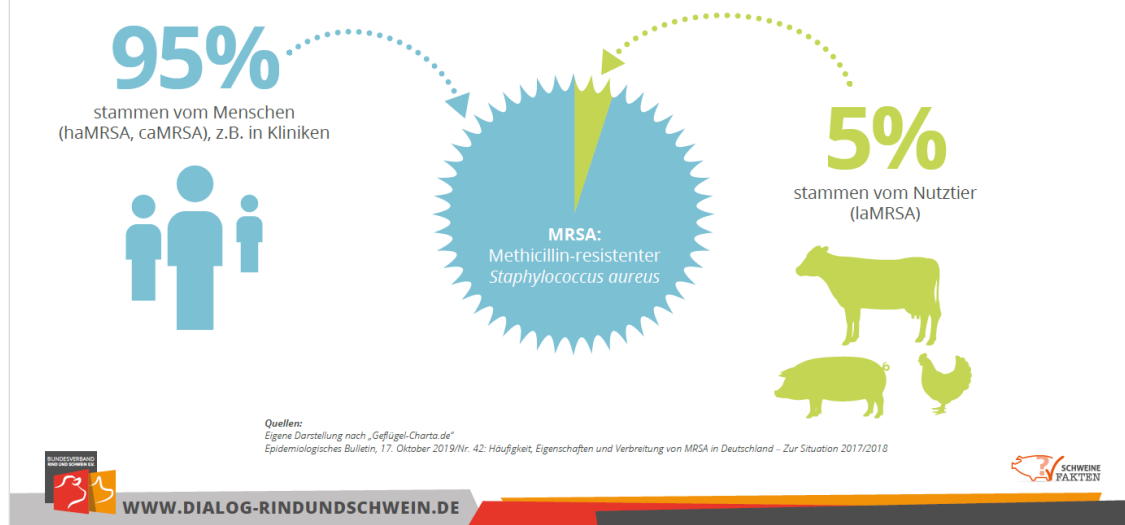 95%
stammen vom Menschen
(haMRSA, caMRSA), z.B. in Kliniken
5%
stammen vom Nutztier
(laMRSA)
MRSA:
Methicillin-resistenter
Staphylococcus aureus
Quellen:
Eigene Darstellung nach „Geflügel-Charta.de“
Epidemiologisches Bulletin, 17. Oktober 2019/Nr. 42: Häufigkeit, Eigenschaften und Verbreitung von MRSA in Deutschland – Zur Situation 2017/2018
BUNDESVERBAND
RIND UND SCHWEIN E.V.
WWW.DIALOG-RINDUNDSCHWEIN.DE
?
SCHWEINE
FAKTEN